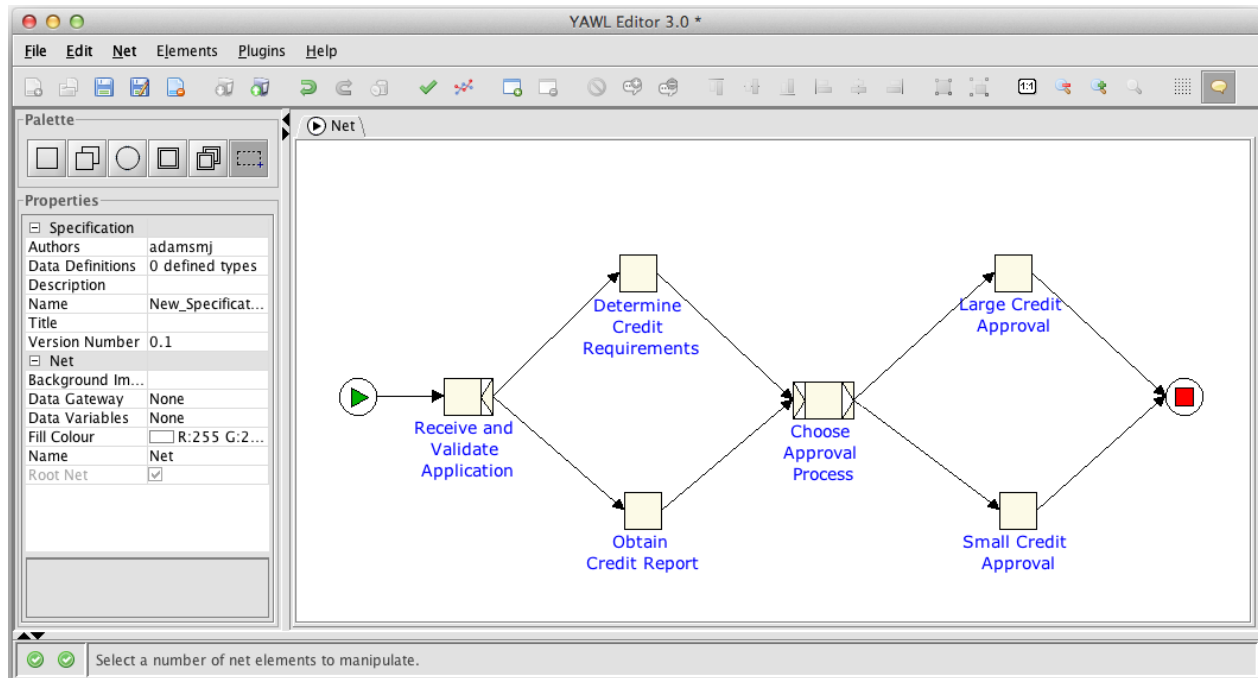 YAWL Editor 3.0 *
File Edit Net Elements Plugins Help
1:1
Palette
Net
Properties
Specification
Authors adamsmj
Data Definitions 0 defined types
Description
Name New_Specificat...
Title
Version Number 0.1
Net
Background Im...
Data Gateway None
Data Variables None
Fill Colour R:255 G:2...
Name Net
Root Net
Determine
Credit
Requirements
Large Credit
Approval
Receive and
Validate
Application
Choose
Approval
Process
Obtain
Credit Report
Small Credit
Approval
Select a number of net elements to manipulate.